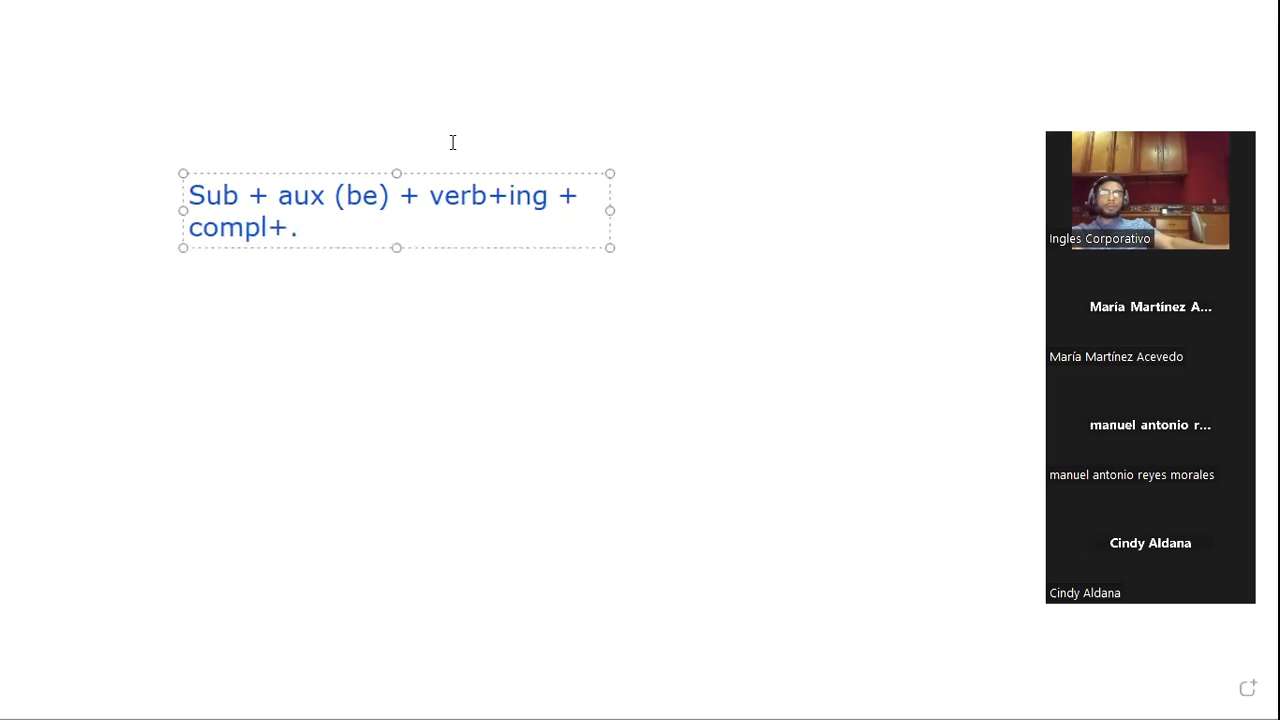 Sub + aux (be) + verb+ing +
compl+.
Ingles Corporativo
María Martínez A...
María Martínez Acevedo
manuel antonio r...
manuel antonio reyes morales
Cindy Aldana
Cindy Aldana